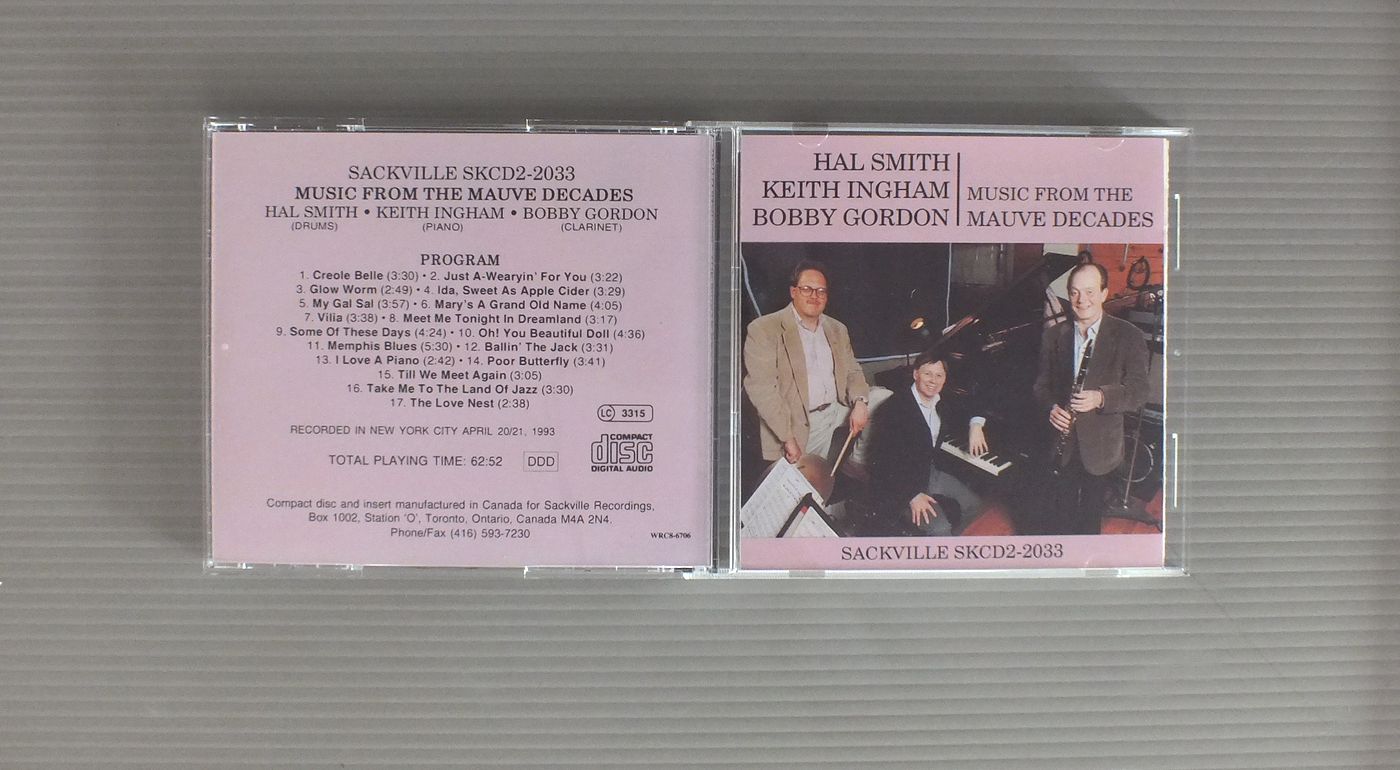 SACKVILLE SKCD2-2033
MUSIC FROM THE MAUVE DECADES
HAL SMITH • KEITH INGHAM • BOBBY GORDON
(DRUMS) (PIANO) (CLARINET)
PROGRAM
1. Creole Belle (3:30) • 2. Just A-Wearyin' For You (3:22)
3. Glow Worm (2:49) • 4. Ida, Sweet As Apple Cider (3:29)
5. My Gal Sal (3:57) • 6. Mary's A Grand Old Name (4:05)
7. Vilia (3:38) • 8. Meet Me Tonight In Dreamland (3:17)
9. Some Of These Days (4:24) • 10. Oh! You Beautiful Doll (4:36)
11. Memphis Blues (5:30) • 12. Ballin' The Jack (3:31)
13. I Love A Piano (2:42) • 14. Poor Butterfly (3:41)
15. Till We Meet Again (3:05)
16. Take Me To The Land Of Jazz (3:30)
17. The Love Nest (2:38)
LC 3315
RECORDED IN NEW YORK CITY APRIL 20/21, 1993
TOTAL PLAYING TIME: 62:52 DDD
COMPACT
disc
DIGITAL AUDIO
Compact disc and insert manufactured in Canada for Sackville Recordings,
Box 1002, Station 'O', Toronto, Ontario, Canada M4A 2N4.
Phone/Fax (416) 593-7230
WRC8-6706
HAL SMITH
KEITH INGHAM
BOBBY GORDON
MUSIC FROM THE
MAUVE DECADES
SACKVILLE SKCD2-2033